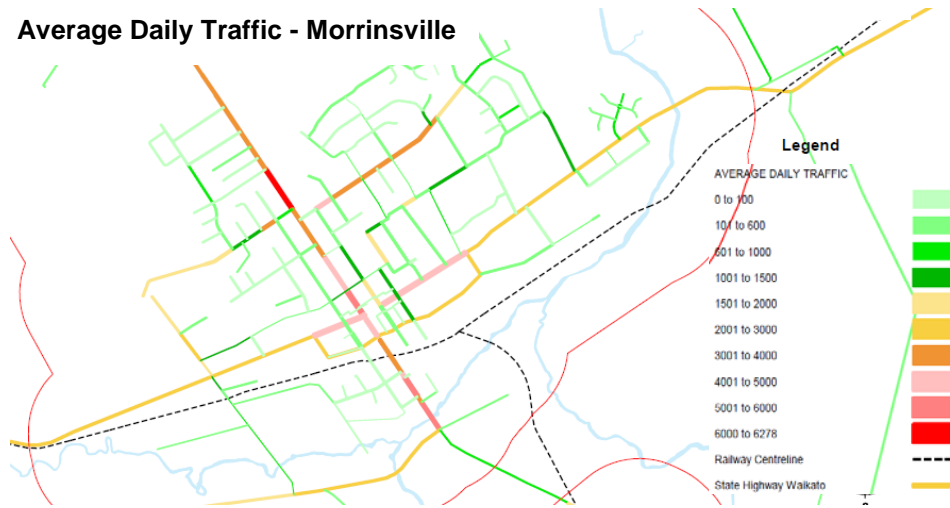 Average Daily Traffic - Morrinsville
Legend
AVERAGE DAILY TRAFFIC
0 to 100
101 to 600
601 to 1000
1001 to 1500
1501 to 2000
2001 to 3000
3001 to 4000
4001 to 5000
5001 to 6000
6000 to 6278
Railway Centreline
State Highway Waikato